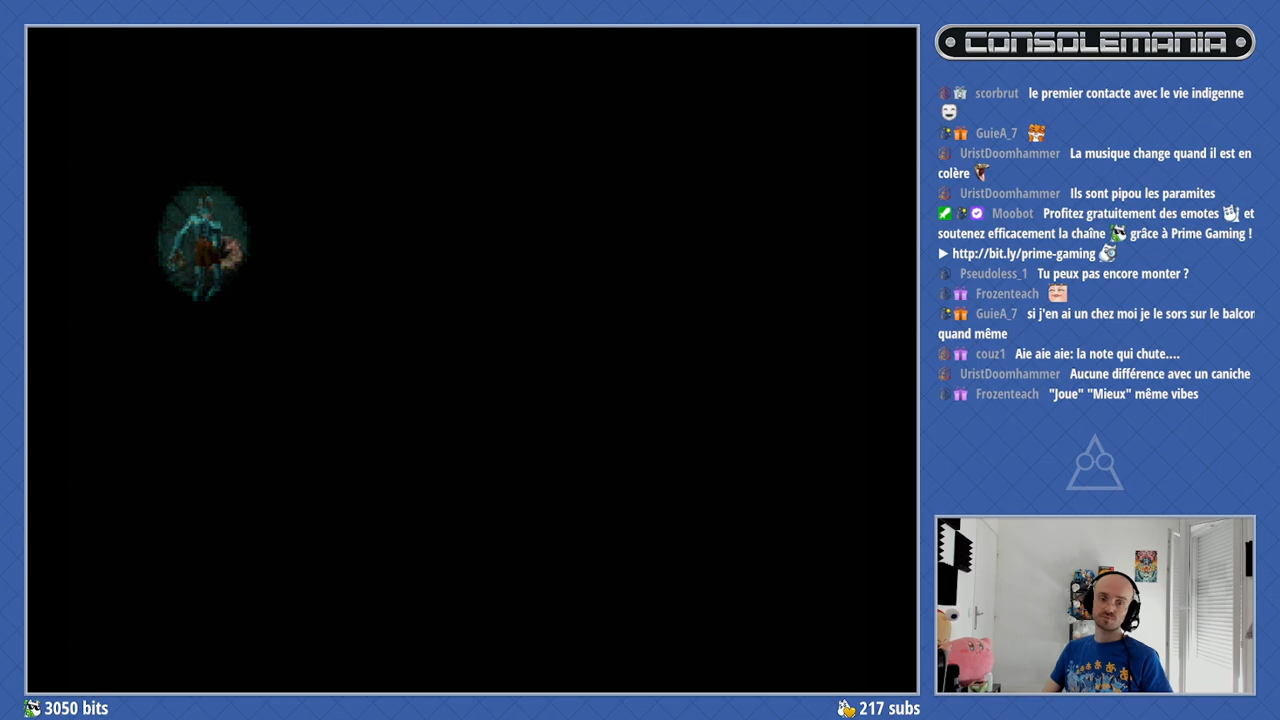 CONSOLEMANIA
scorbrut le premier contacte avec le vie indigenne
GuieA_7
UristDoomhammer La musique change quand il est en
colère
UristDoomhammer Ils sont pipou les paramites
Moobot Profitez gratuitement des emotes et
soutenez efficacement la chaîne grâce à Prime Gaming !
▶ http://bit.ly/prime-gaming
Pseudoless_1 Tu peux pas encore monter ?
Frozenteach
GuieA_7 si j'en ai un chez moi je le sors sur le balcon
quand même
couz1 Aie aie aie: la note qui chute....
UristDoomhammer Aucune différence avec un caniche
Frozenteach "Joue" "Mieux" même vibes
3050 bits
217 subs